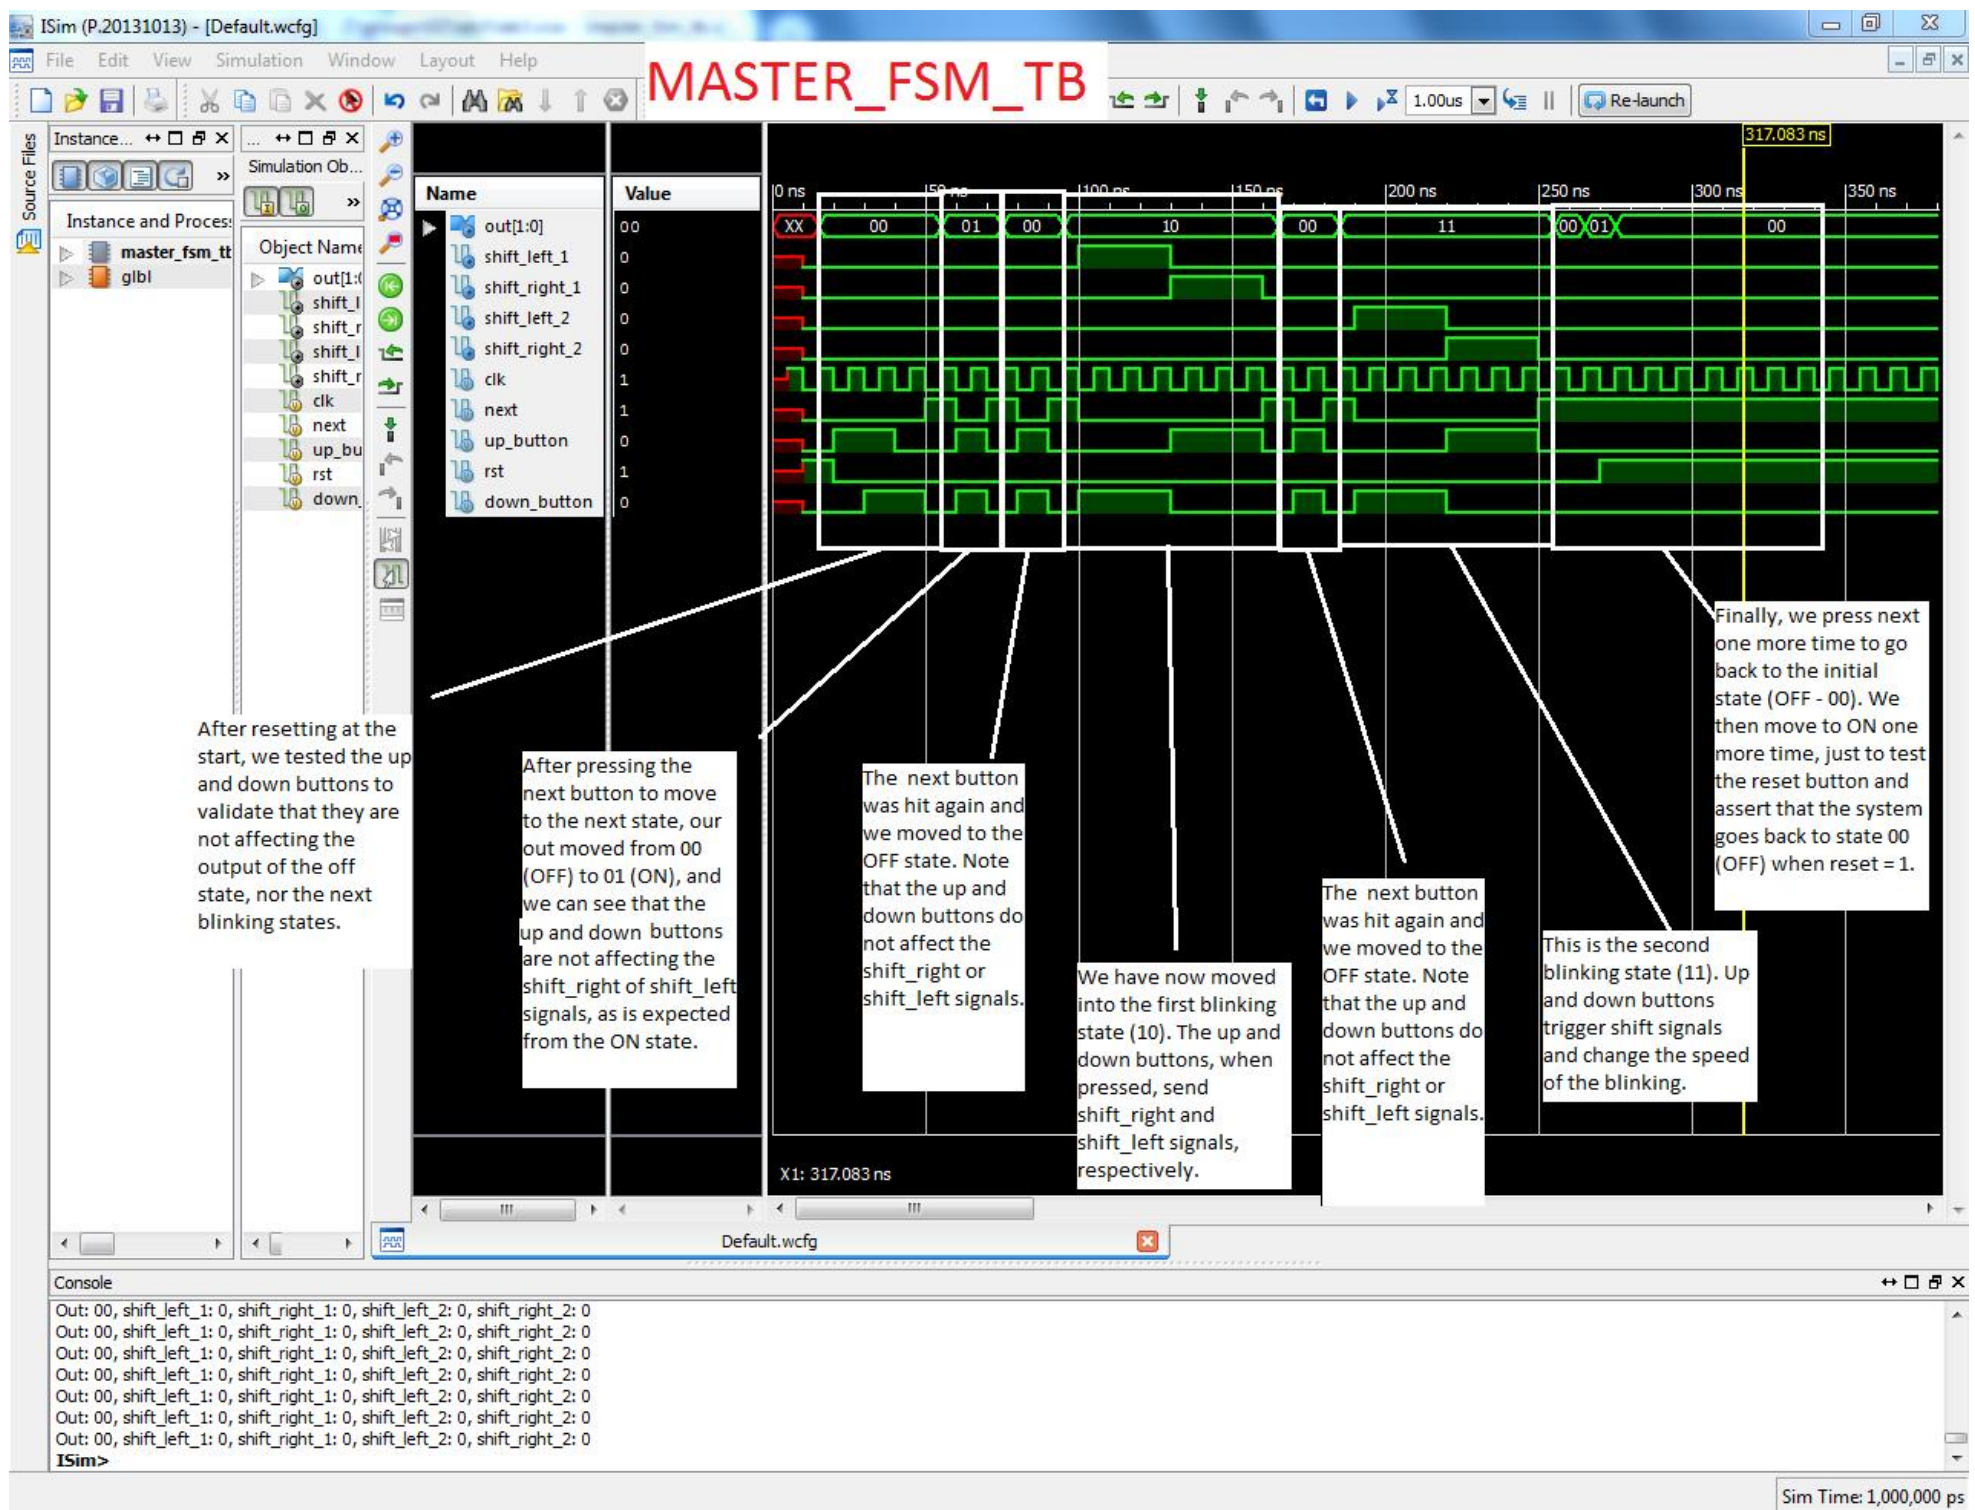 ISim (P.20131013) - [Default.wcfg]
File Edit View Simulation Window Layout Help
MASTER_FSM_TB
1.00us
Re-launch
Source Files
Instance...
Instance and Process
master_fsm_tb
glbl
...
Simulation Ob...
Object Name
out[1:0
shift_l
shift_r
shift_l
shift_r
clk
next
up_bu
rst
down_
Name Value
out[1:0] 00
shift_left_1 0
shift_right_1 0
shift_left_2 0
shift_right_2 0
clk 1
next 1
up_button 0
rst 1
down_button 0
317.083 ns
0 ns 50 ns 100 ns 150 ns 200 ns 250 ns 300 ns 350 ns
XX 00 01 00 10 00 11 00 01 00
After resetting at the
start, we tested the up
and down buttons to
validate that they are
not affecting the
output of the off
state, nor the next
blinking states.
After pressing the
next button to move
to the next state, our
out moved from 00
(OFF) to 01 (ON), and
we can see that the
up and down buttons
are not affecting the
shift_right of shift_left
signals, as is expected
from the ON state.
The next button
was hit again and
we moved to the
OFF state. Note
that the up and
down buttons do
not affect the
shift_right or
shift_left signals.
We have now moved
into the first blinking
state (10). The up and
down buttons, when
pressed, send
shift_right and
shift_left signals,
respectively.
The next button
was hit again and
we moved to the
OFF state. Note
that the up and
down buttons do
not affect the
shift_right or
shift_left signals.
This is the second
blinking state (11). Up
and down buttons
trigger shift signals
and change the speed
of the blinking.
Finally, we press next
one more time to go
back to the initial
state (OFF - 00). We
then move to ON one
more time, just to test
the reset button and
assert that the system
goes back to state 00
(OFF) when reset = 1.
X1: 317.083 ns
Default.wcfg
Console
Out: 00, shift_left_1: 0, shift_right_1: 0, shift_left_2: 0, shift_right_2: 0
Out: 00, shift_left_1: 0, shift_right_1: 0, shift_left_2: 0, shift_right_2: 0
Out: 00, shift_left_1: 0, shift_right_1: 0, shift_left_2: 0, shift_right_2: 0
Out: 00, shift_left_1: 0, shift_right_1: 0, shift_left_2: 0, shift_right_2: 0
Out: 00, shift_left_1: 0, shift_right_1: 0, shift_left_2: 0, shift_right_2: 0
Out: 00, shift_left_1: 0, shift_right_1: 0, shift_left_2: 0, shift_right_2: 0
Out: 00, shift_left_1: 0, shift_right_1: 0, shift_left_2: 0, shift_right_2: 0
ISim>
Sim Time: 1,000,000 ps